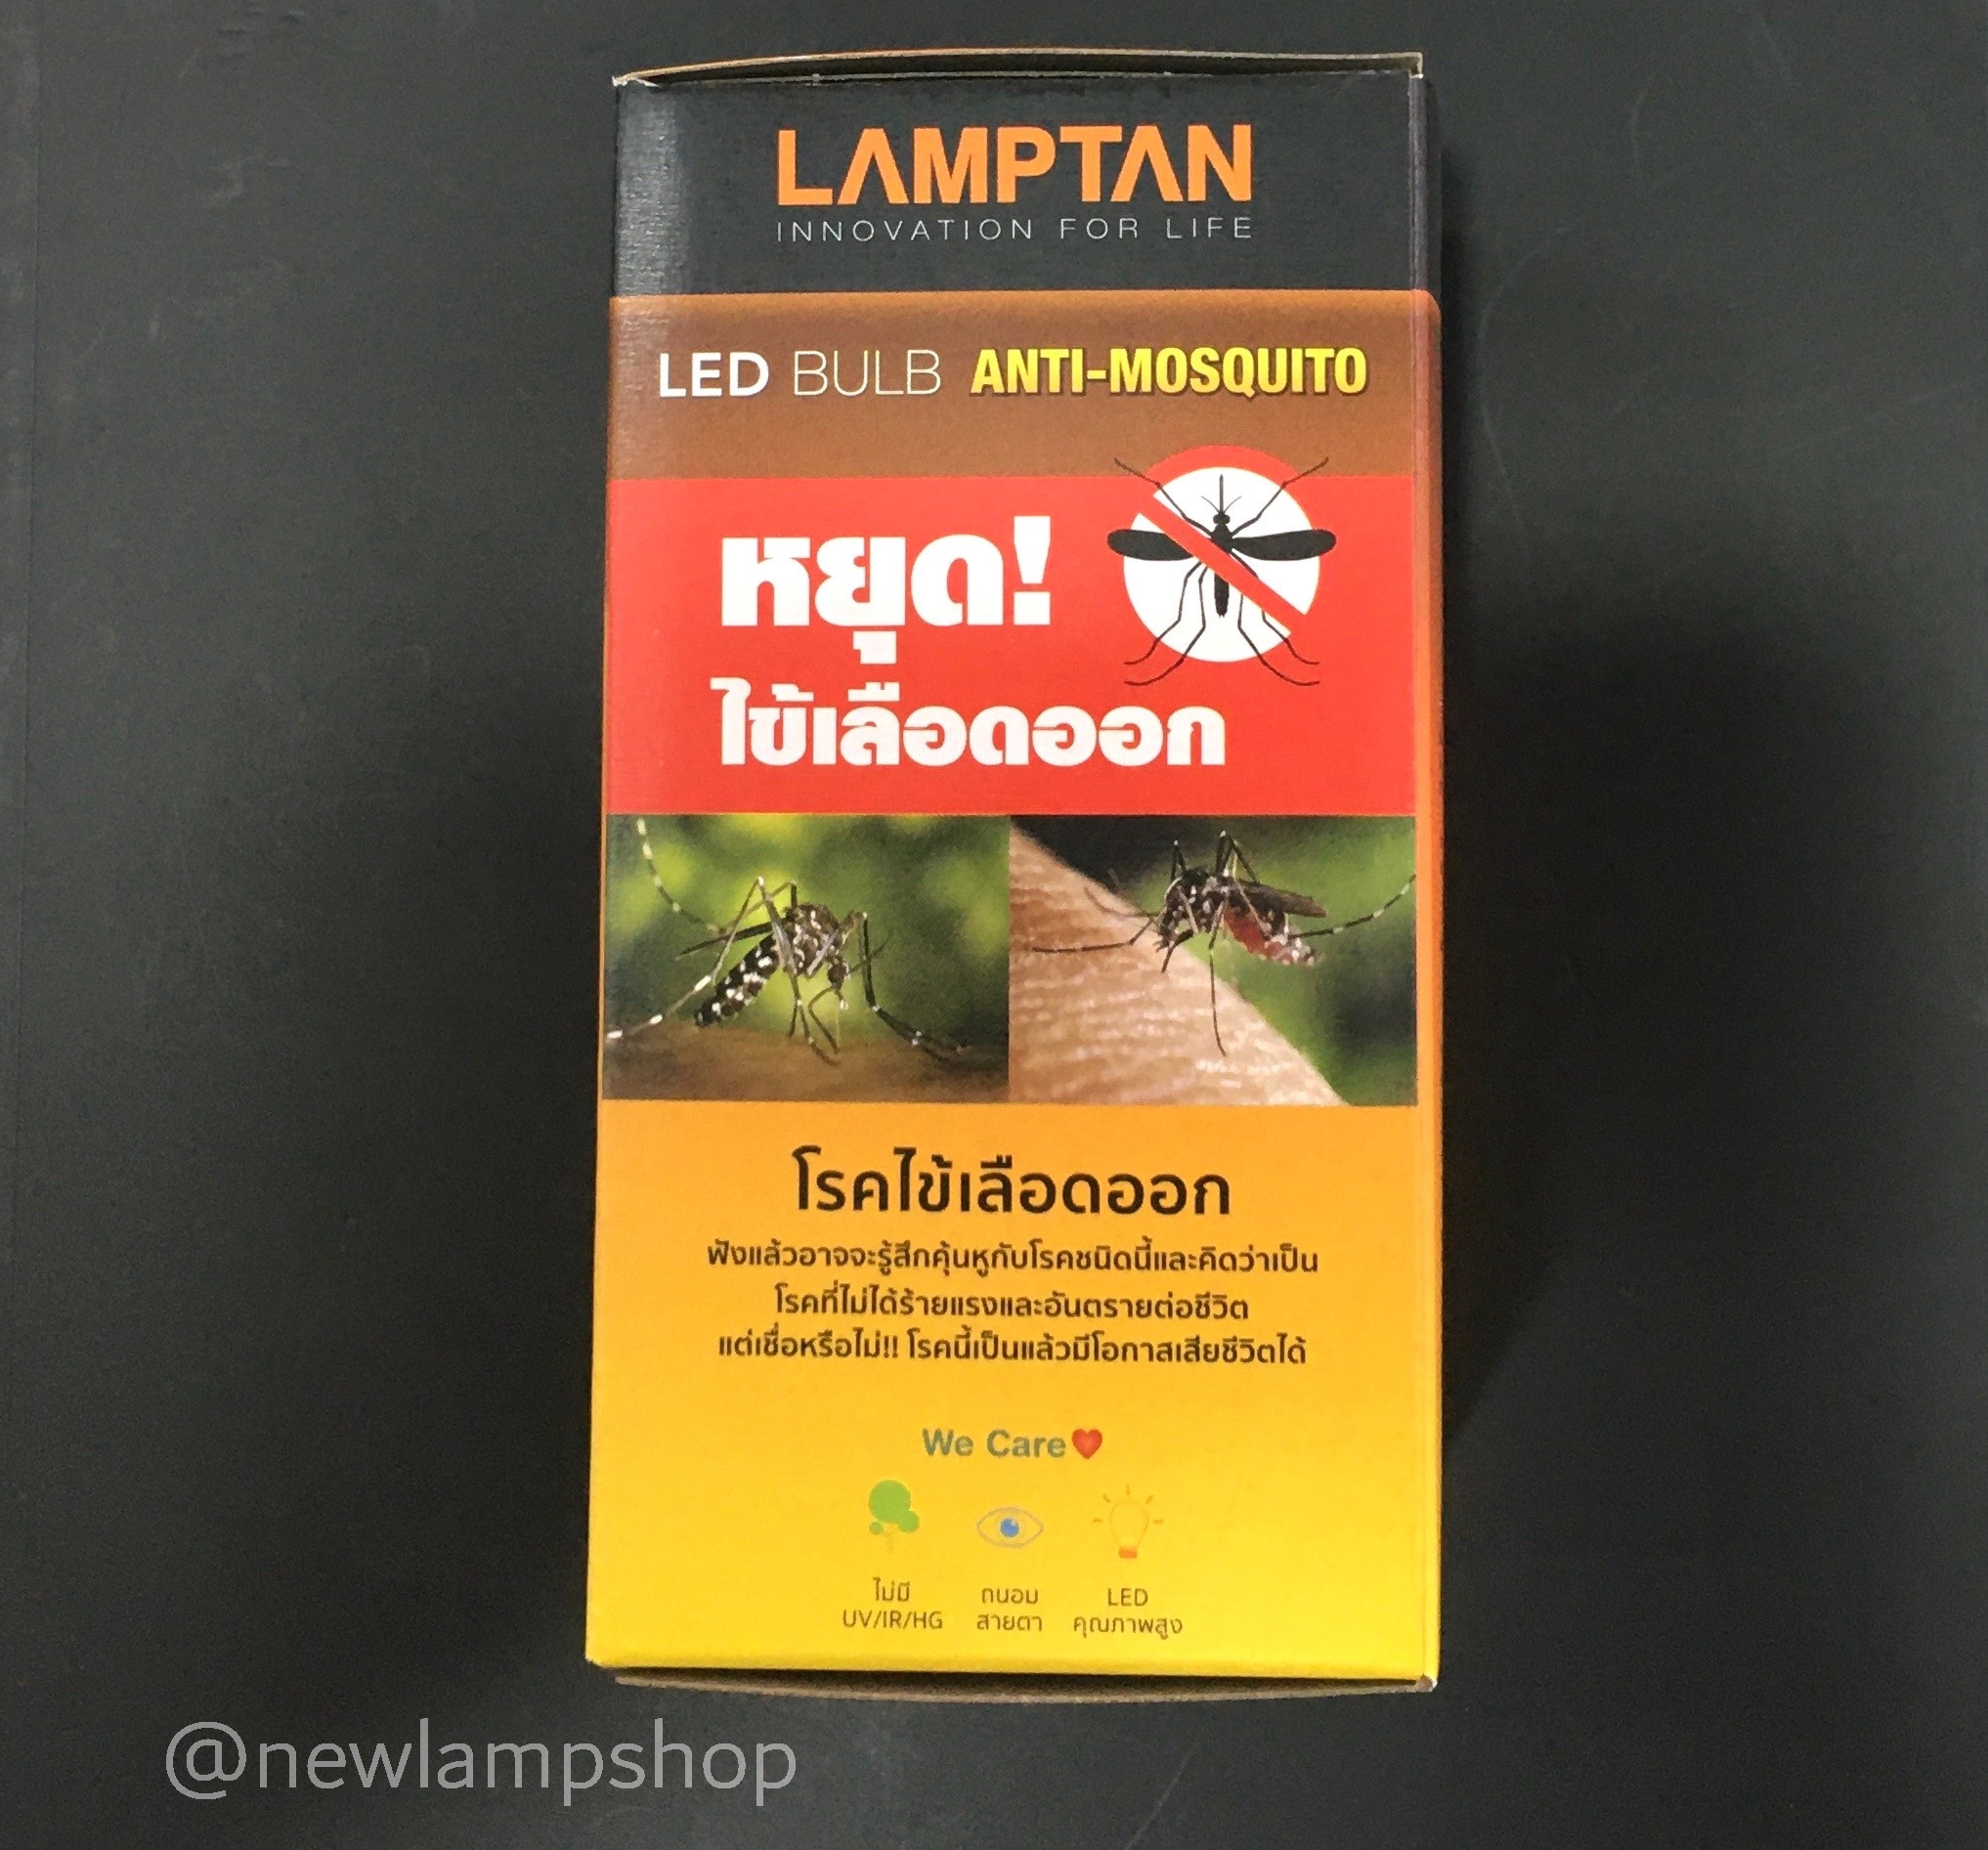 LAMPTAN
INNOVATION FOR LIFE
LED BULB ANTI-MOSQUITO
หยุด!
ไข้เลือดออก
โรคไข้เลือดออก
ฟังแล้วอาจจะรู้สึกคุ้นหูกับโรคชนิดนี้และคิดว่าเป็น
โรคที่ไม่ได้ร้ายแรงและอันตรายต่อชีวิต
แต่เชื่อหรือไม่!! โรคนี้เป็นแล้วมีโอกาสเสียชีวิตได้
We Care
ไม่มี
UV/IR/HG
ถนอม
สายตา
LED
คุณภาพสูง
@newlampshop